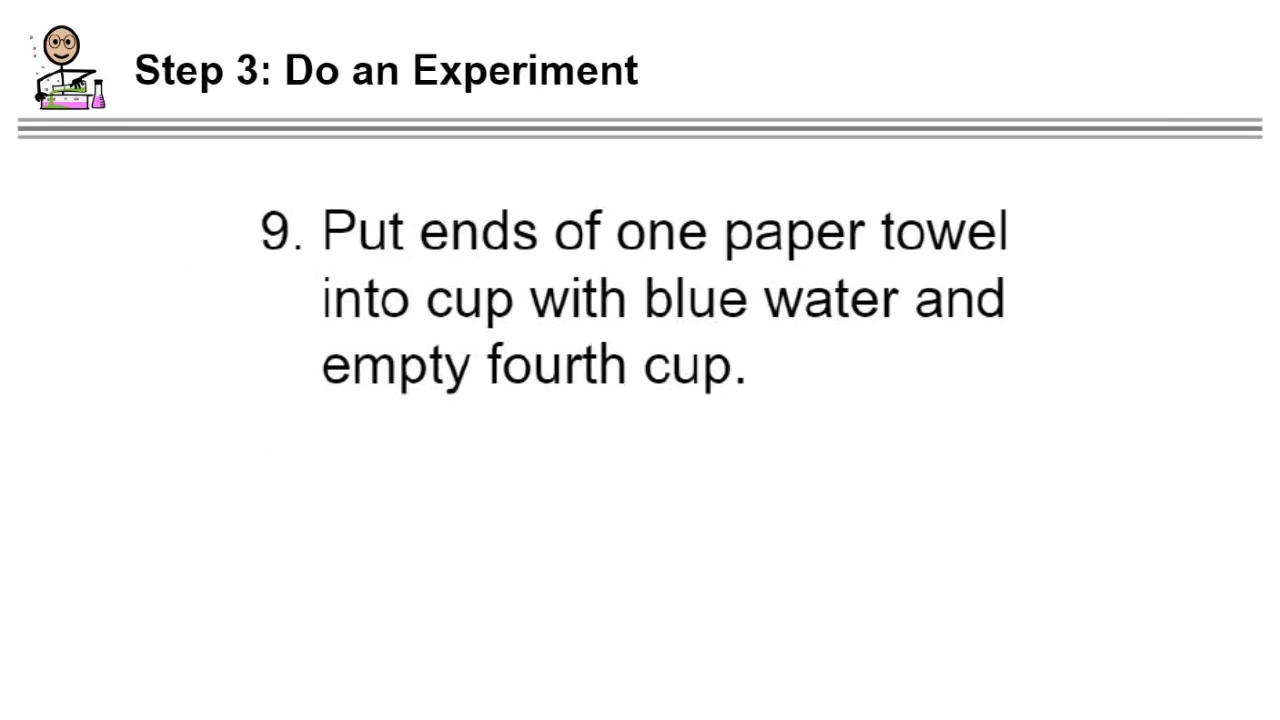 Step 3: Do an Experiment
9. Put ends of one paper towel
into cup with blue water and
empty fourth cup.